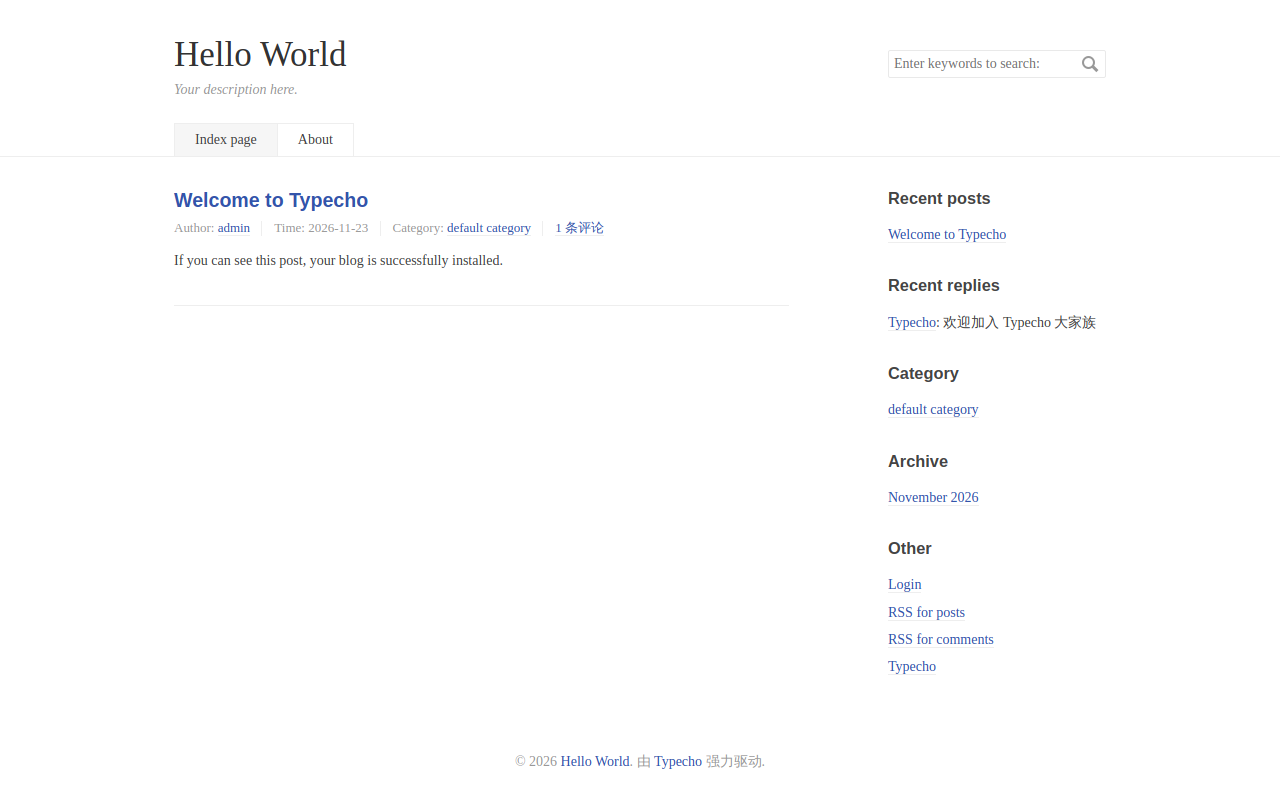 Hello World
Your description here.
Enter keywords to search:
Index page
About
Welcome to Typecho
Author: admin
Time: 2026-11-23
Category: default category
1 条评论
If you can see this post, your blog is successfully installed.
Recent posts
Welcome to Typecho
Recent replies
Typecho: 欢迎加入 Typecho 大家族
Category
default category
Archive
November 2026
Other
Login
RSS for posts
RSS for comments
Typecho
© 2026 Hello World. 由 Typecho 强力驱动.